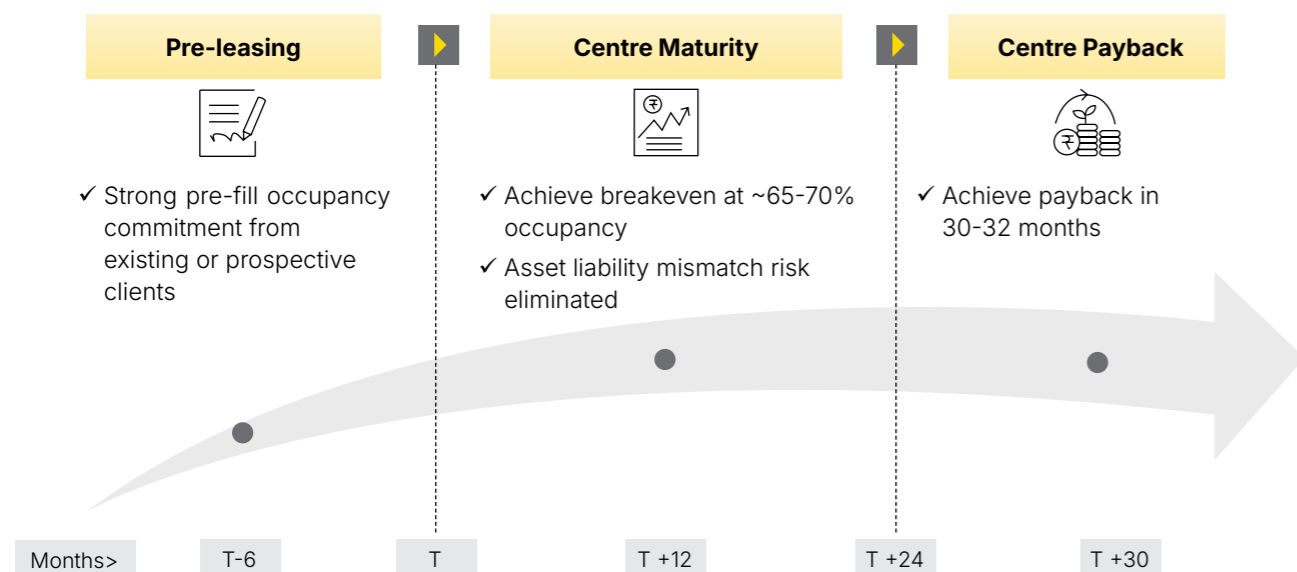 Pre-leasing
Centre Maturity
Centre Payback
₹
₹
✓ Strong pre-fill occupancy
commitment from
existing or prospective
clients
✓ Achieve breakeven at ~65-70%
occupancy
✓ Asset liability mismatch risk
eliminated
✓ Achieve payback in
30-32 months
Months>
T-6
T
T +12
T +24
T +30